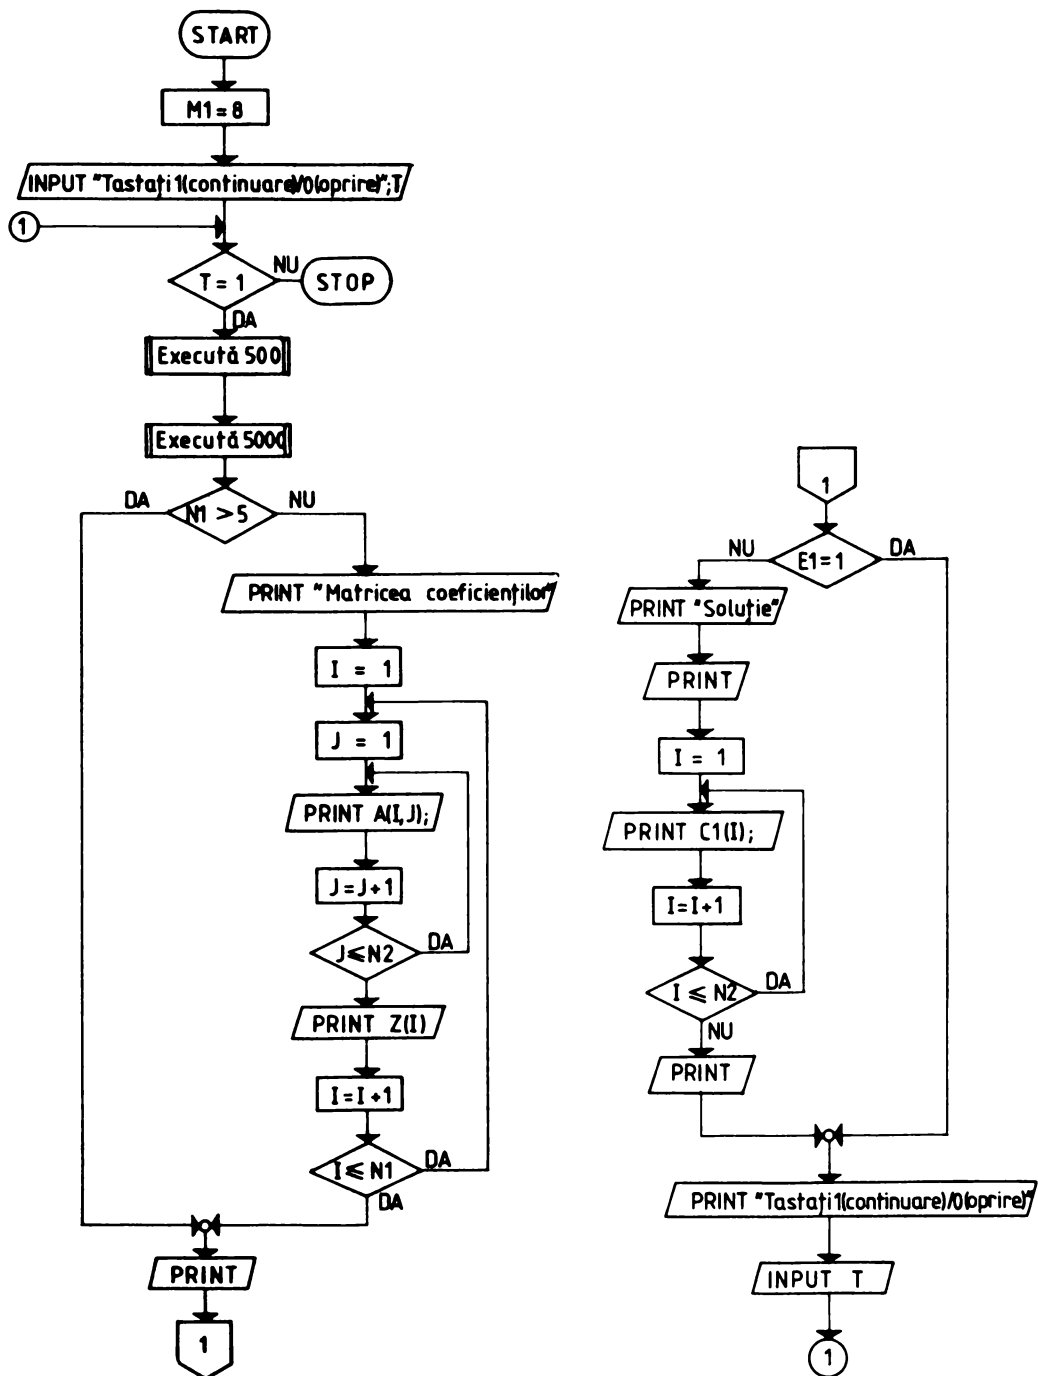 START
M1=8
INPUT "Tastați 1(continuare)/0(oprire)";T
1
T = 1
NU
STOP
DA
Execută 500
Execută 5000
DA
N1 > 5
NU
PRINT "Matricea coeficienților"
I = 1
J = 1
PRINT A(I,J);
J=J+1
J≤N2
DA
PRINT Z(I)
I=I+1
I≤N1
DA
DA
PRINT
1
1
NU
E1=1
DA
PRINT "Soluție"
PRINT
I = 1
PRINT C1(I);
I=I+1
I ≤ N2
DA
NU
PRINT
PRINT "Tastați1(continuare)/0(oprire)"
INPUT T
1